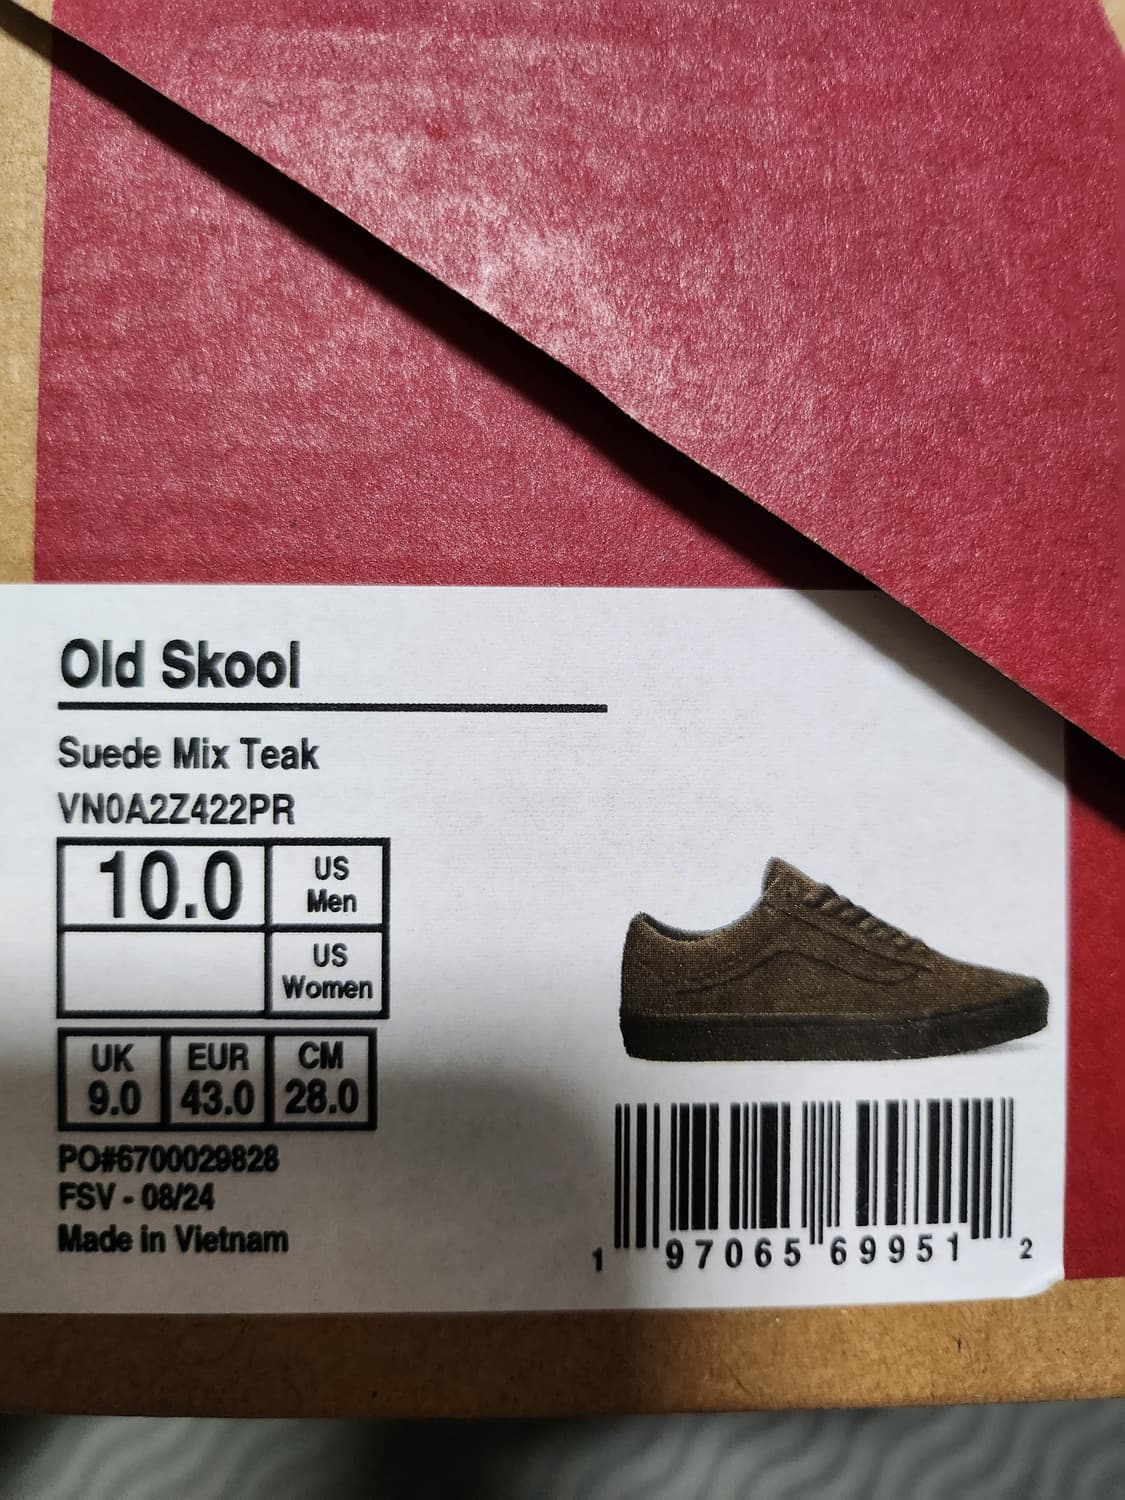 Old Skool
Suede Mix Teak
VN0A2Z422PR
10.0 US Men
US Women
UK EUR CM
9.0 43.0 28.0
PO#6700029828
FSV - 08/24
Made in Vietnam
1 97065 69951 2